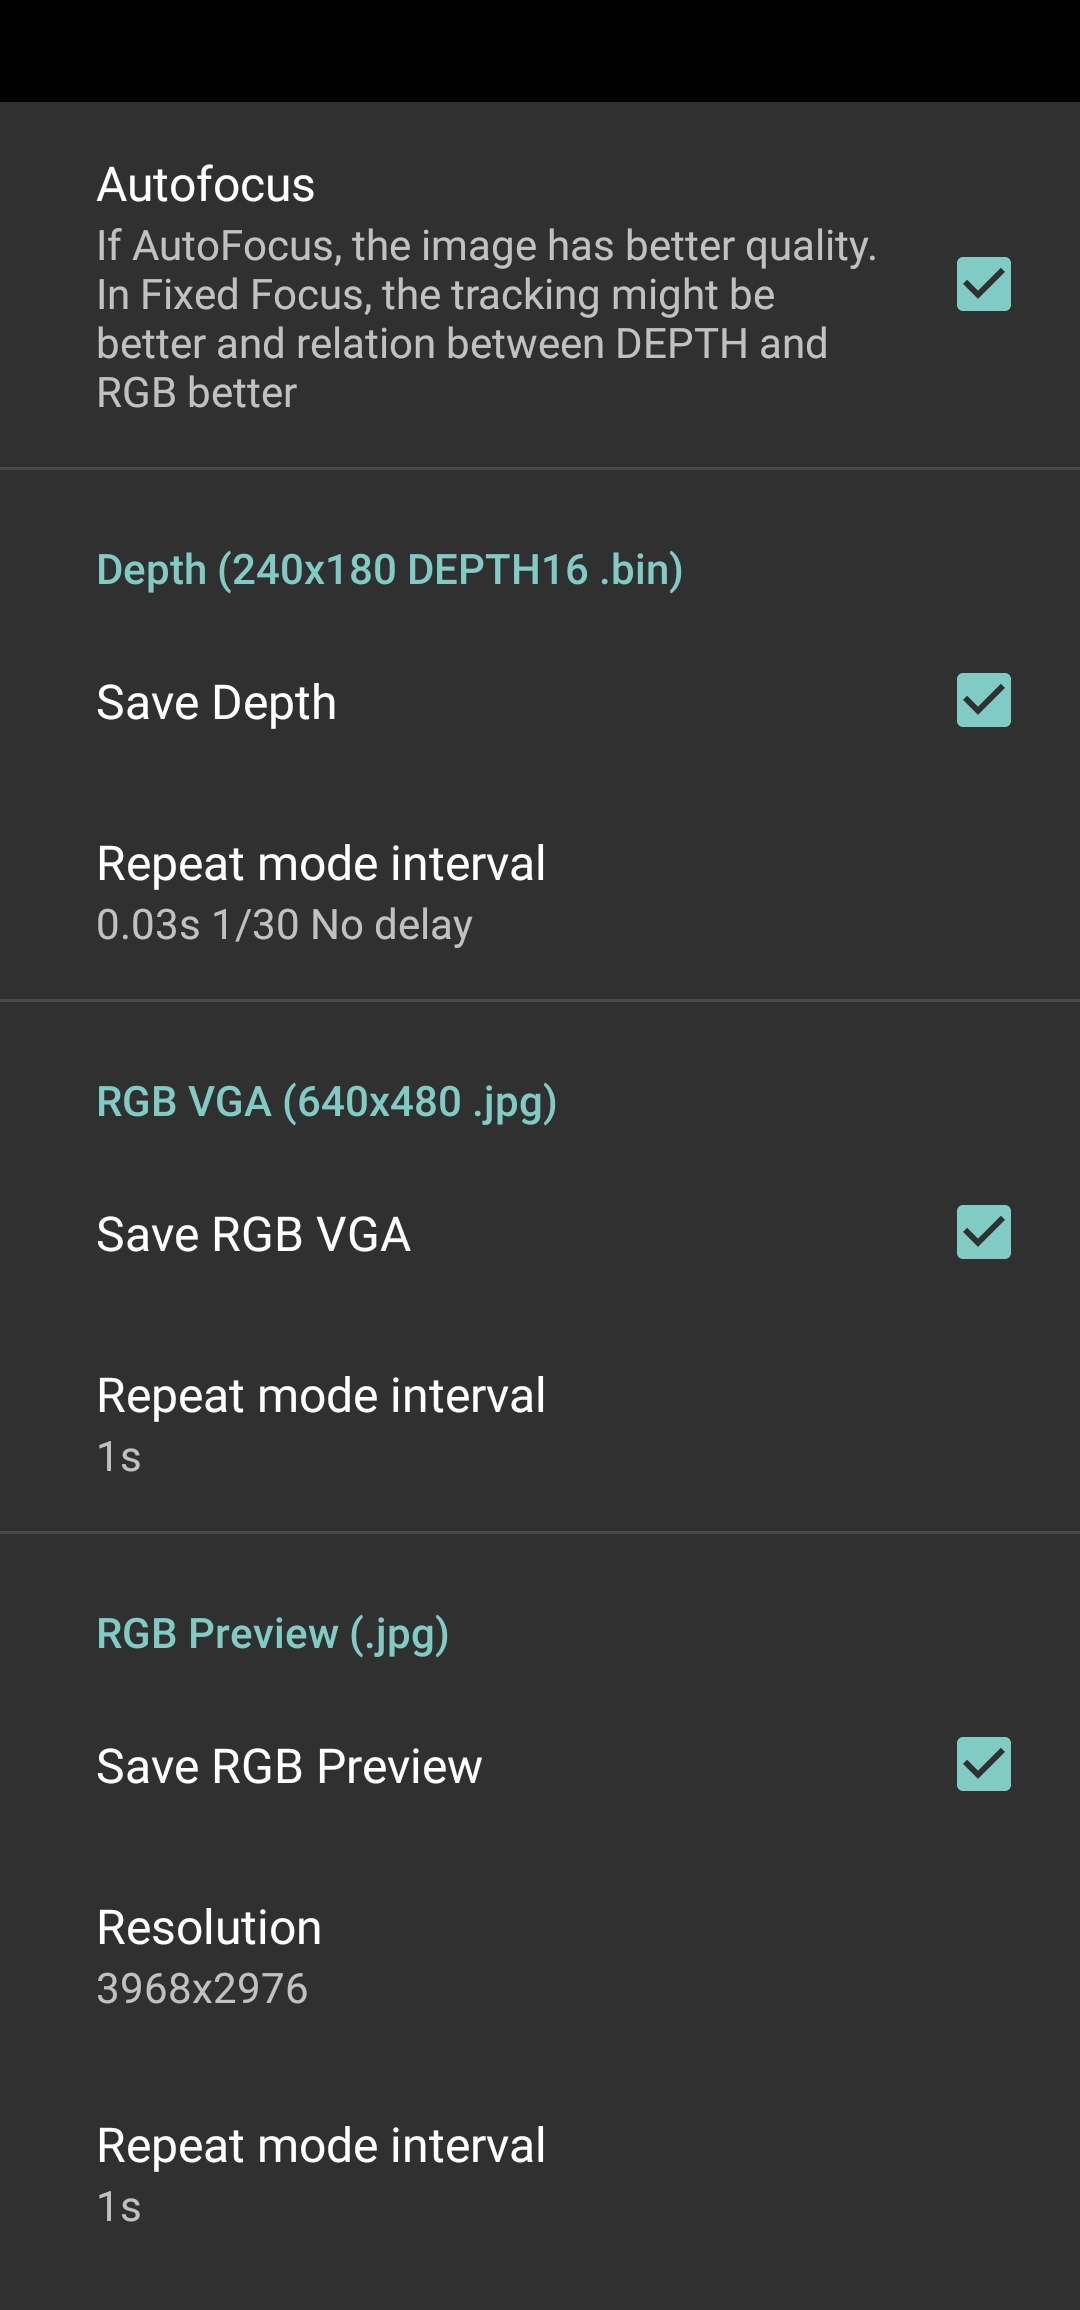 Autofocus
If AutoFocus, the image has better quality.
In Fixed Focus, the tracking might be
better and relation between DEPTH and
RGB better
Depth (240x180 DEPTH16 .bin)
Save Depth
Repeat mode interval
0.03s 1/30 No delay
RGB VGA (640x480 .jpg)
Save RGB VGA
Repeat mode interval
1s
RGB Preview (.jpg)
Save RGB Preview
Resolution
3968x2976
Repeat mode interval
1s